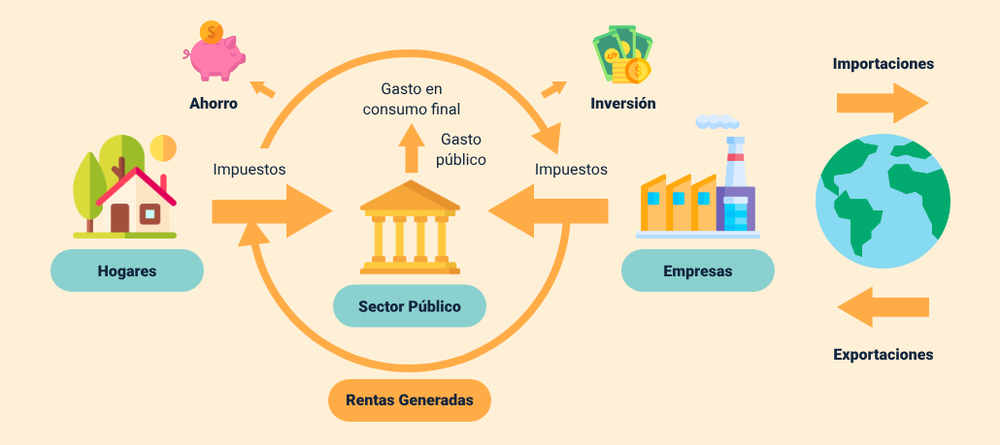 Ahorro
Gasto en
consumo final
Gasto
público
Inversión
Importaciones
Impuestos
Impuestos
Hogares
Sector Público
Empresas
Rentas Generadas
Exportaciones